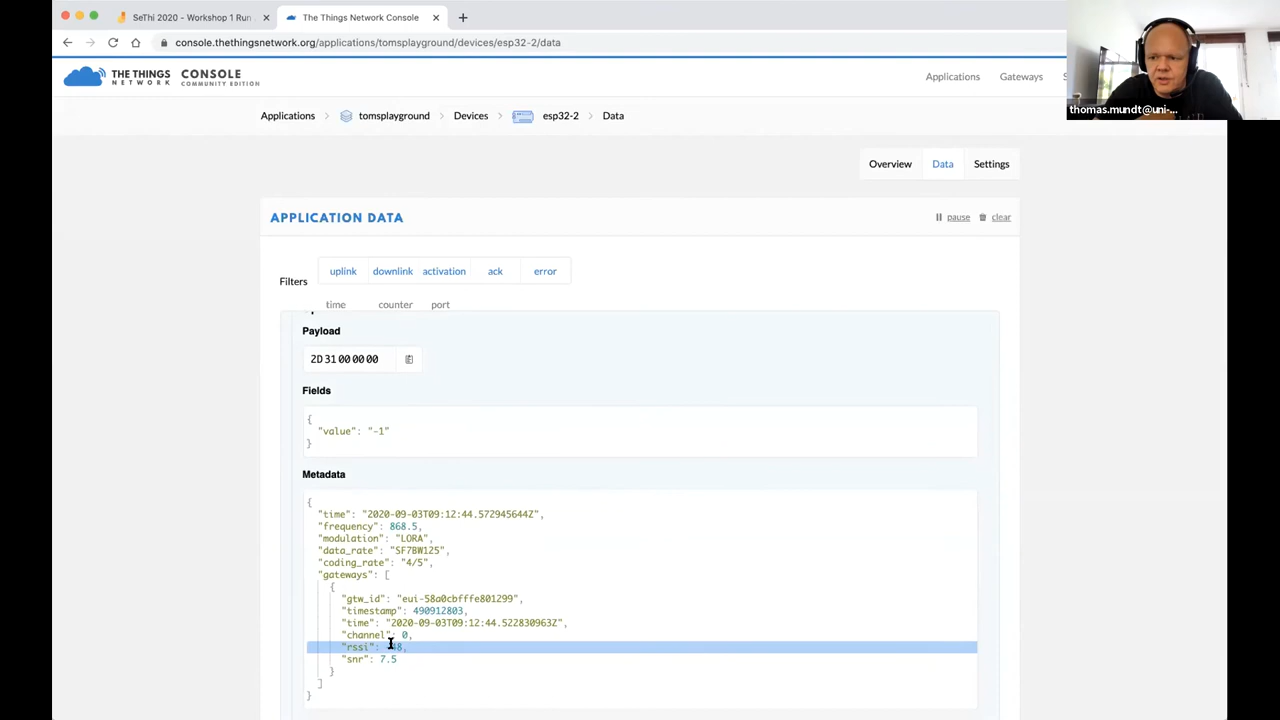 SeThi 2020 - Workshop 1 Run
The Things Network Console
console.thethingsnetwork.org/applications/tomsplayground/devices/esp32-2/data
thomas.mundt@uni-...
THE THINGS NETWORK
CONSOLE
COMMUNITY EDITION
Applications
Gateways
Applications > tomsplayground > Devices > esp32-2 > Data
Overview
Data
Settings
APPLICATION DATA
pause
clear
Filters
uplink
downlink
activation
ack
error
time
counter
port
Payload
2D 31 00 00 00
Fields
{
"value": "-1"
}
Metadata
{
"time": "2020-09-03T09:12:44.572945644Z",
"frequency": 868.5,
"modulation": "LORA",
"data_rate": "SF7BW125",
"coding_rate": "4/5",
"gateways": [
{
"gtw_id": "eui-58a0cbfffe801299",
"timestamp": 490912803,
"time": "2020-09-03T09:12:44.522830963Z",
"channel": 0,
"rssi":
"snr": 7.5
}
]
}